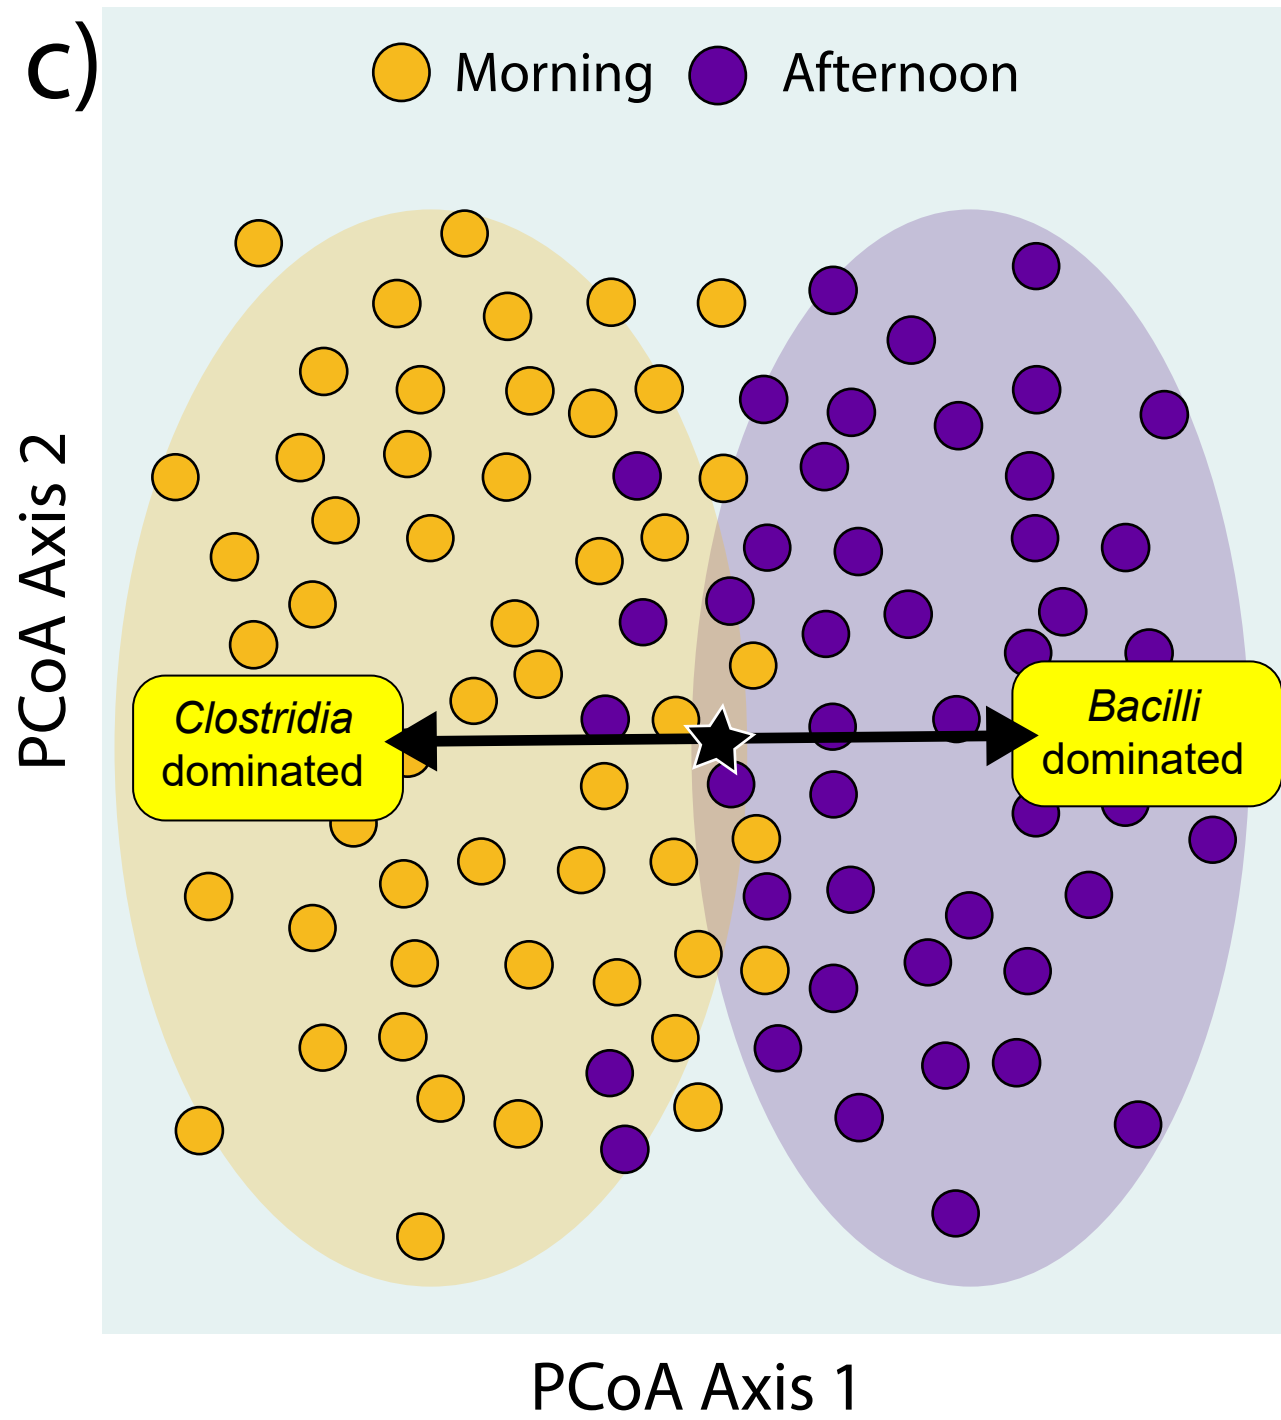 c)
Morning
Afternoon
PCoA Axis 2
Clostridia
dominated
Bacilli
dominated
PCoA Axis 1